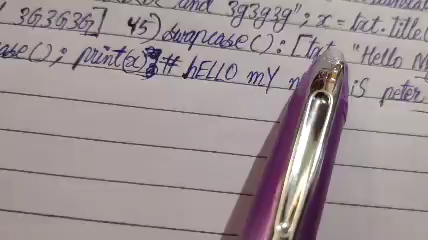 and 3g3g3g"; x = txt.title(
3G3G3G] 45) swapcase(): [txt "Hello
ase(); print(x) # hELLO mY is peter